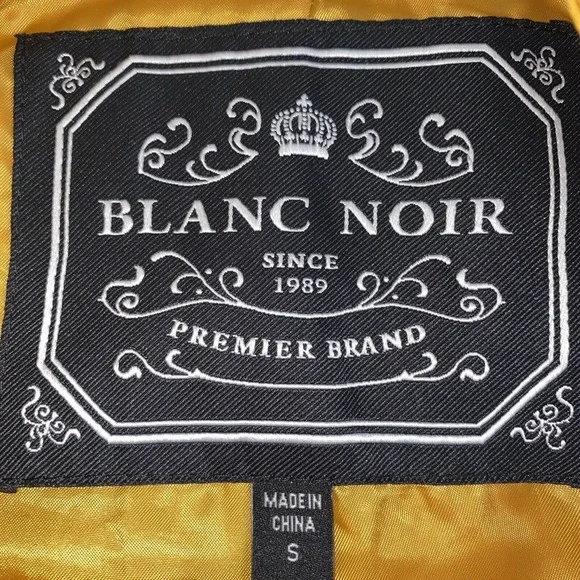 BLANC NOIR
SINCE
1989
PREMIER BRAND
MADE IN
CHINA
S